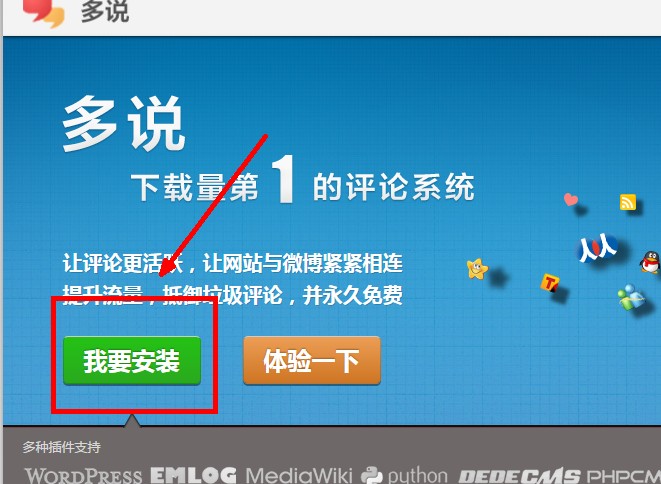 多说
多说
下载量第1的评论系统
让评论更活跃，让网站与微博紧紧相连
提升流量，抵御垃圾评论，并永久免费
我要安装 体验一下
多种插件支持
WORDPRESS EMLOG MediaWiki python DEDECMS PHPCM